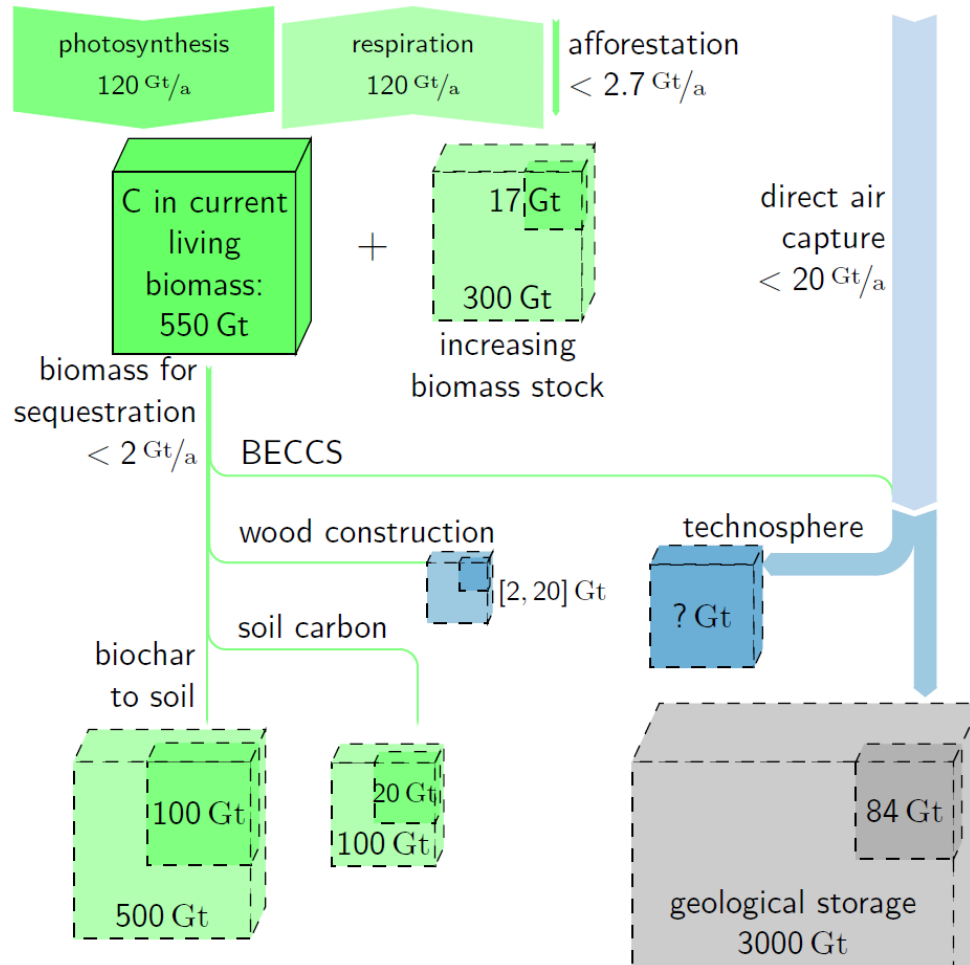 photosynthesis
120 Gt/a
respiration
120 Gt/a
afforestation
< 2.7 Gt/a
C in current
living
biomass:
550 Gt
+
17 Gt
300 Gt
increasing
biomass stock
direct air
capture
< 20 Gt/a
biomass for
sequestration
< 2 Gt/a
BECCS
wood construction
[2, 20] Gt
technosphere
? Gt
soil carbon
biochar
to soil
100 Gt
500 Gt
20 Gt
100 Gt
84 Gt
geological storage
3000 Gt